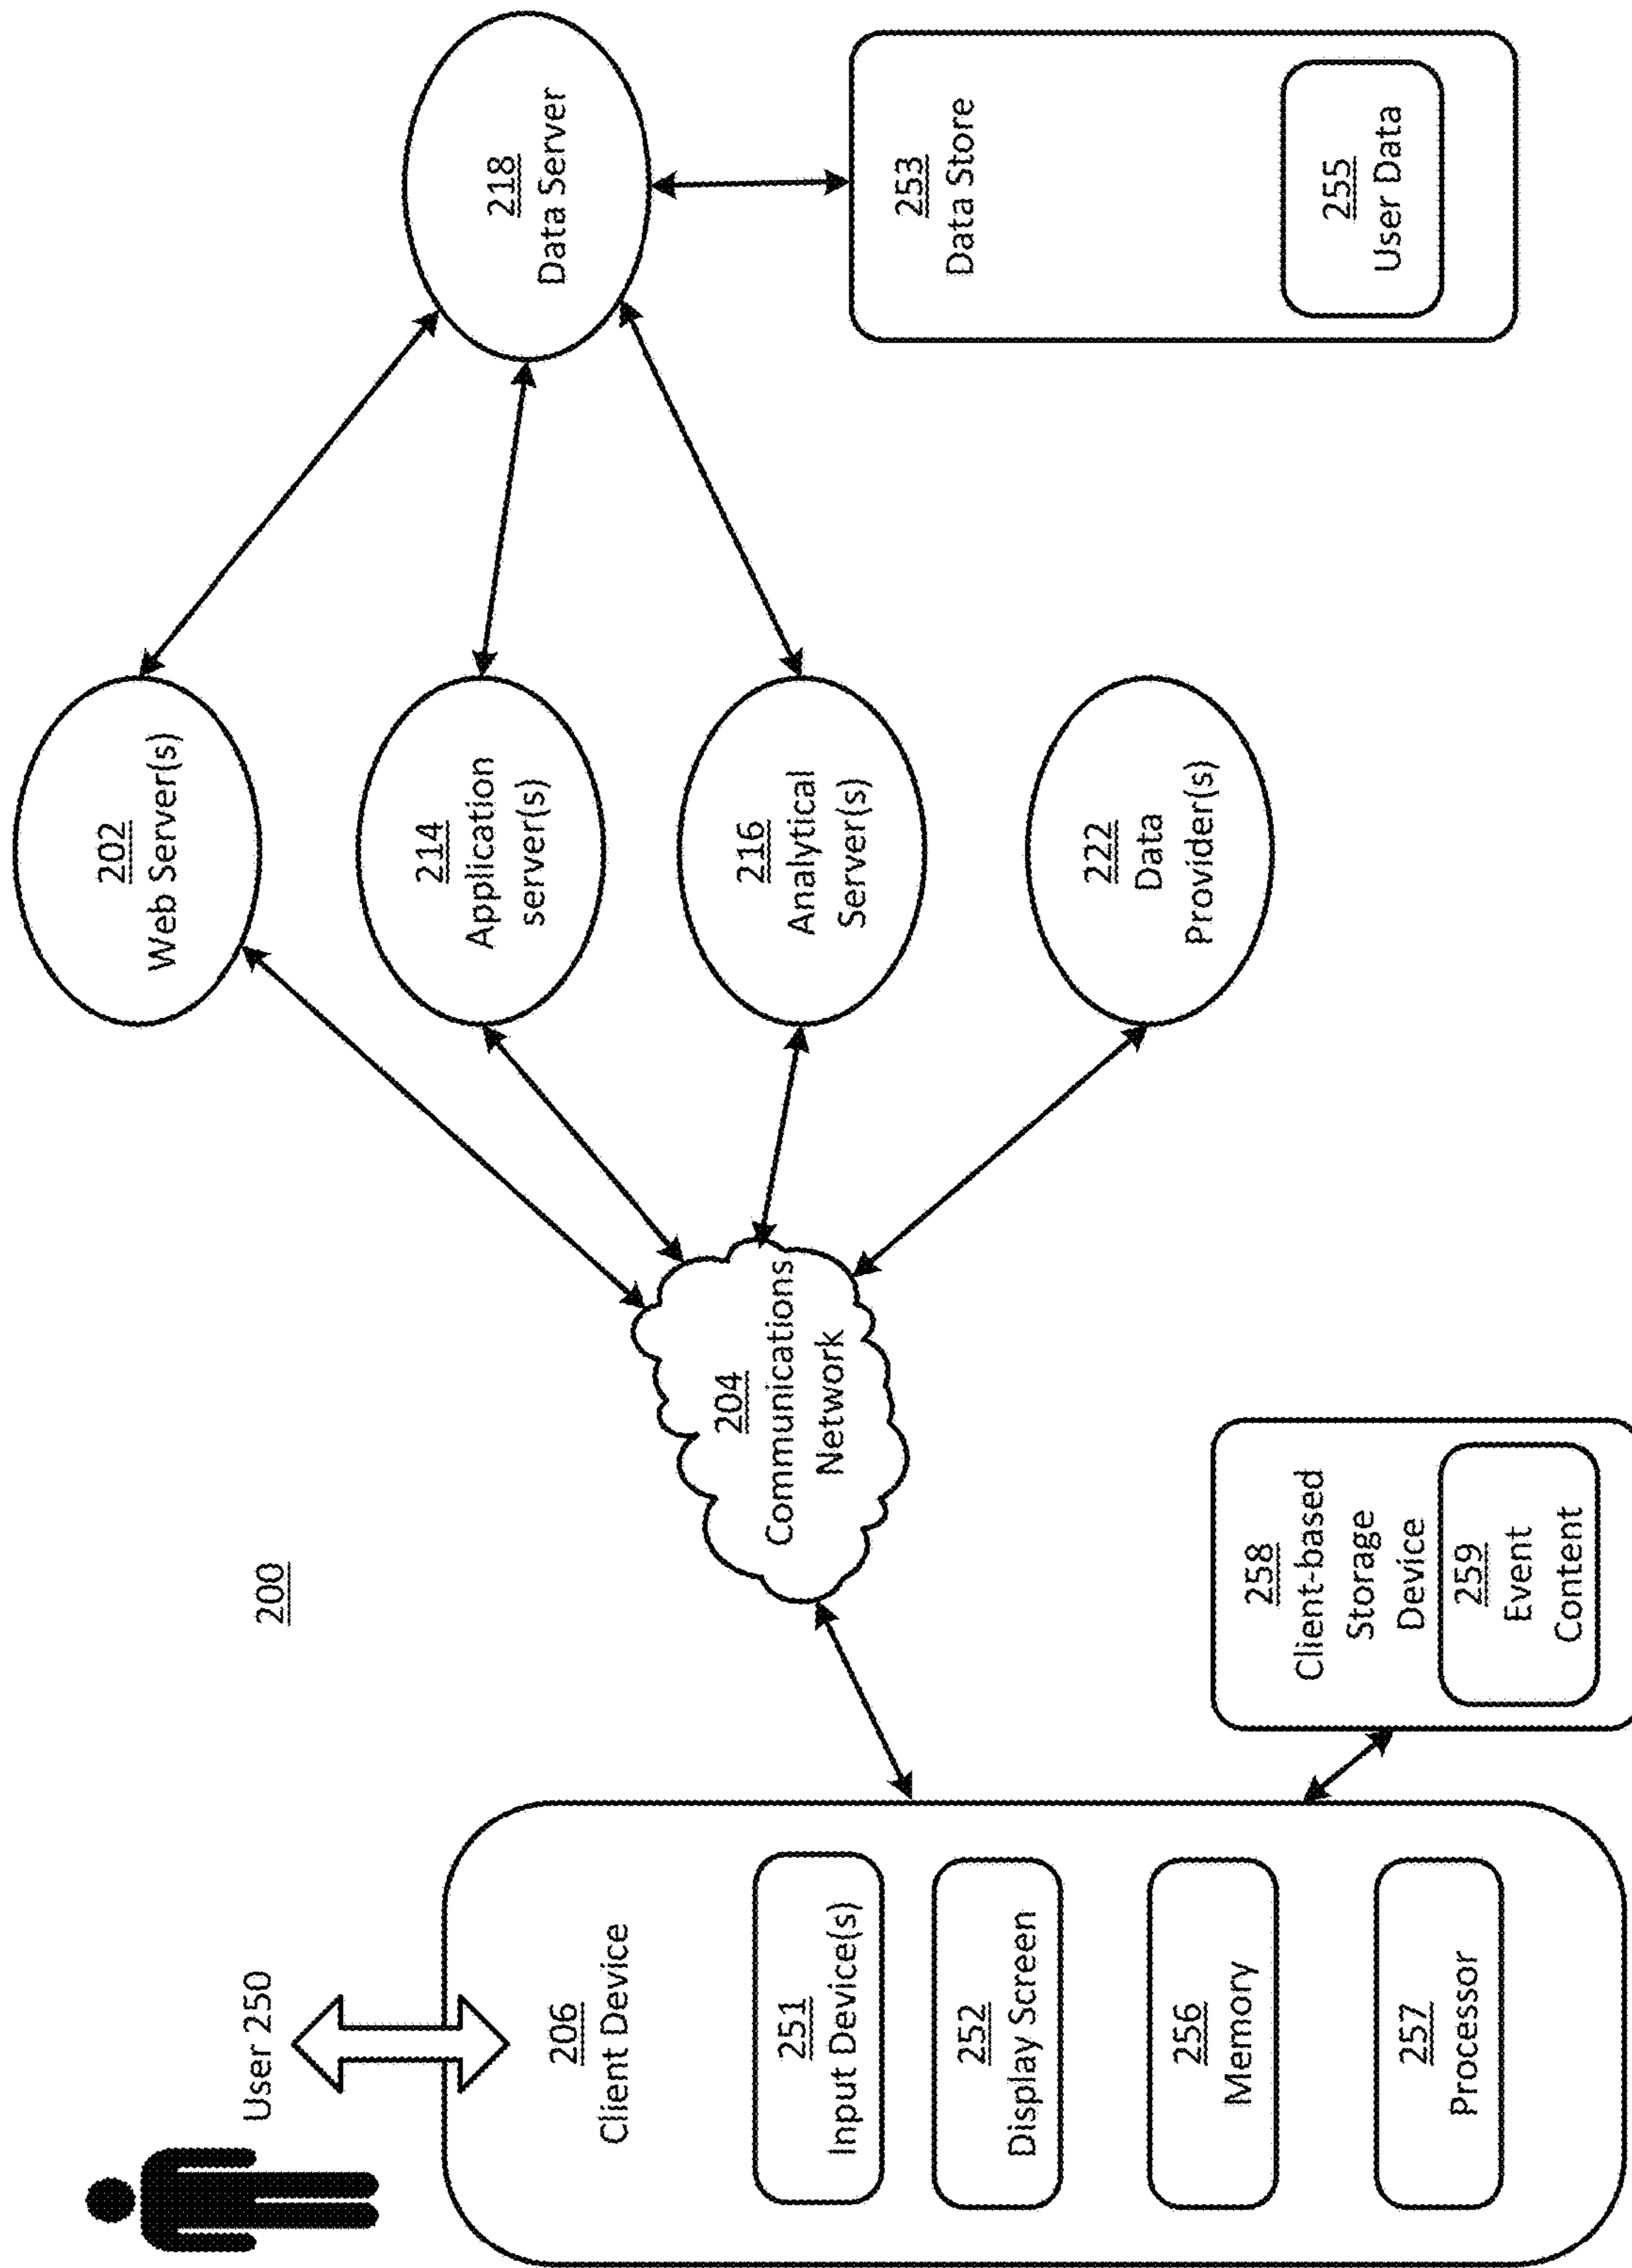 200
User 250
206
Client Device
251
Input Device(s)
252
Display Screen
256
Memory
257
Processor
258
Client-based
Storage
Device
259
Event
Content
204
Communications
Network
202
Web Server(s)
214
Application
server(s)
216
Analytical
Server(s)
222
Data
Provider(s)
218
Data Server
253
Data Store
255
User Data